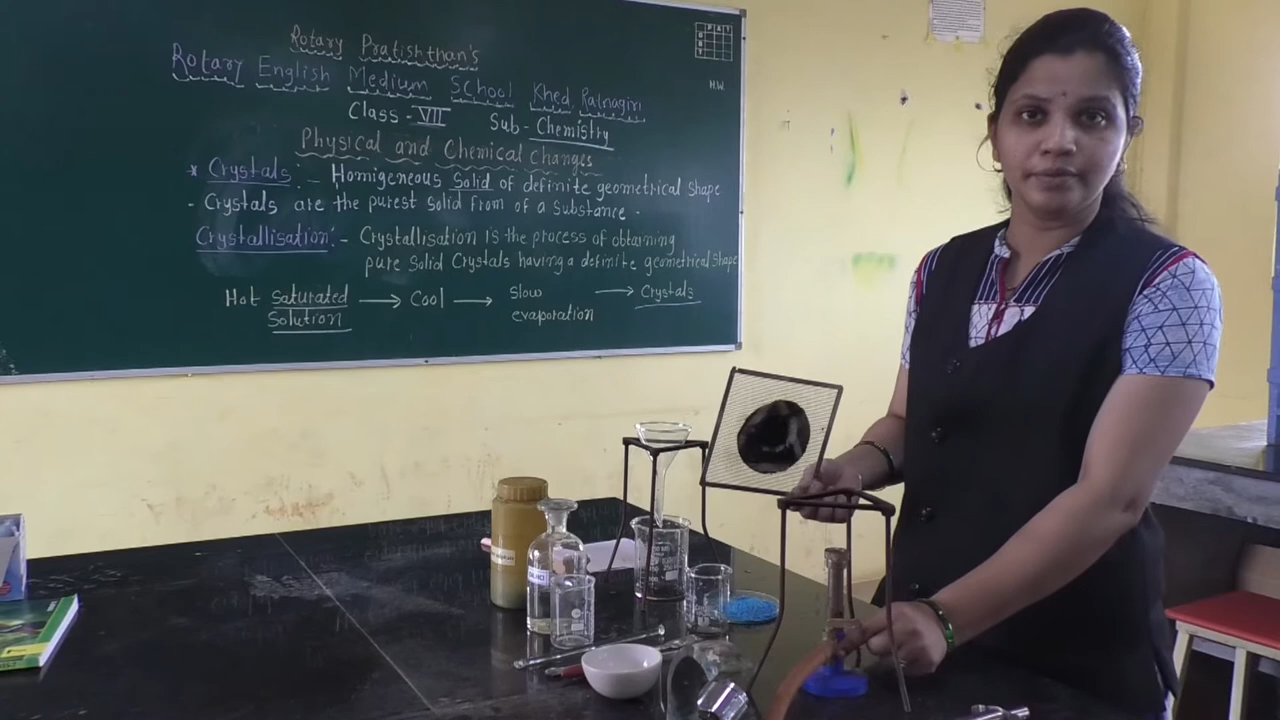 Rotary Pratishthan's
Rotary English Medium School Khed Ratnagiri
Class - VII Sub - Chemistry
Physical and Chemical Changes
* Crystals :- Homigeneous Solid of definite geometrical shape
- Crystals are the purest solid from of a substance -
Crystallisation :- Crystallisation is the process of obtaining
pure solid Crystals having a definite geometrical shape
Hot Saturated Solution → Cool → Slow evaporation → Crystals
H.W.